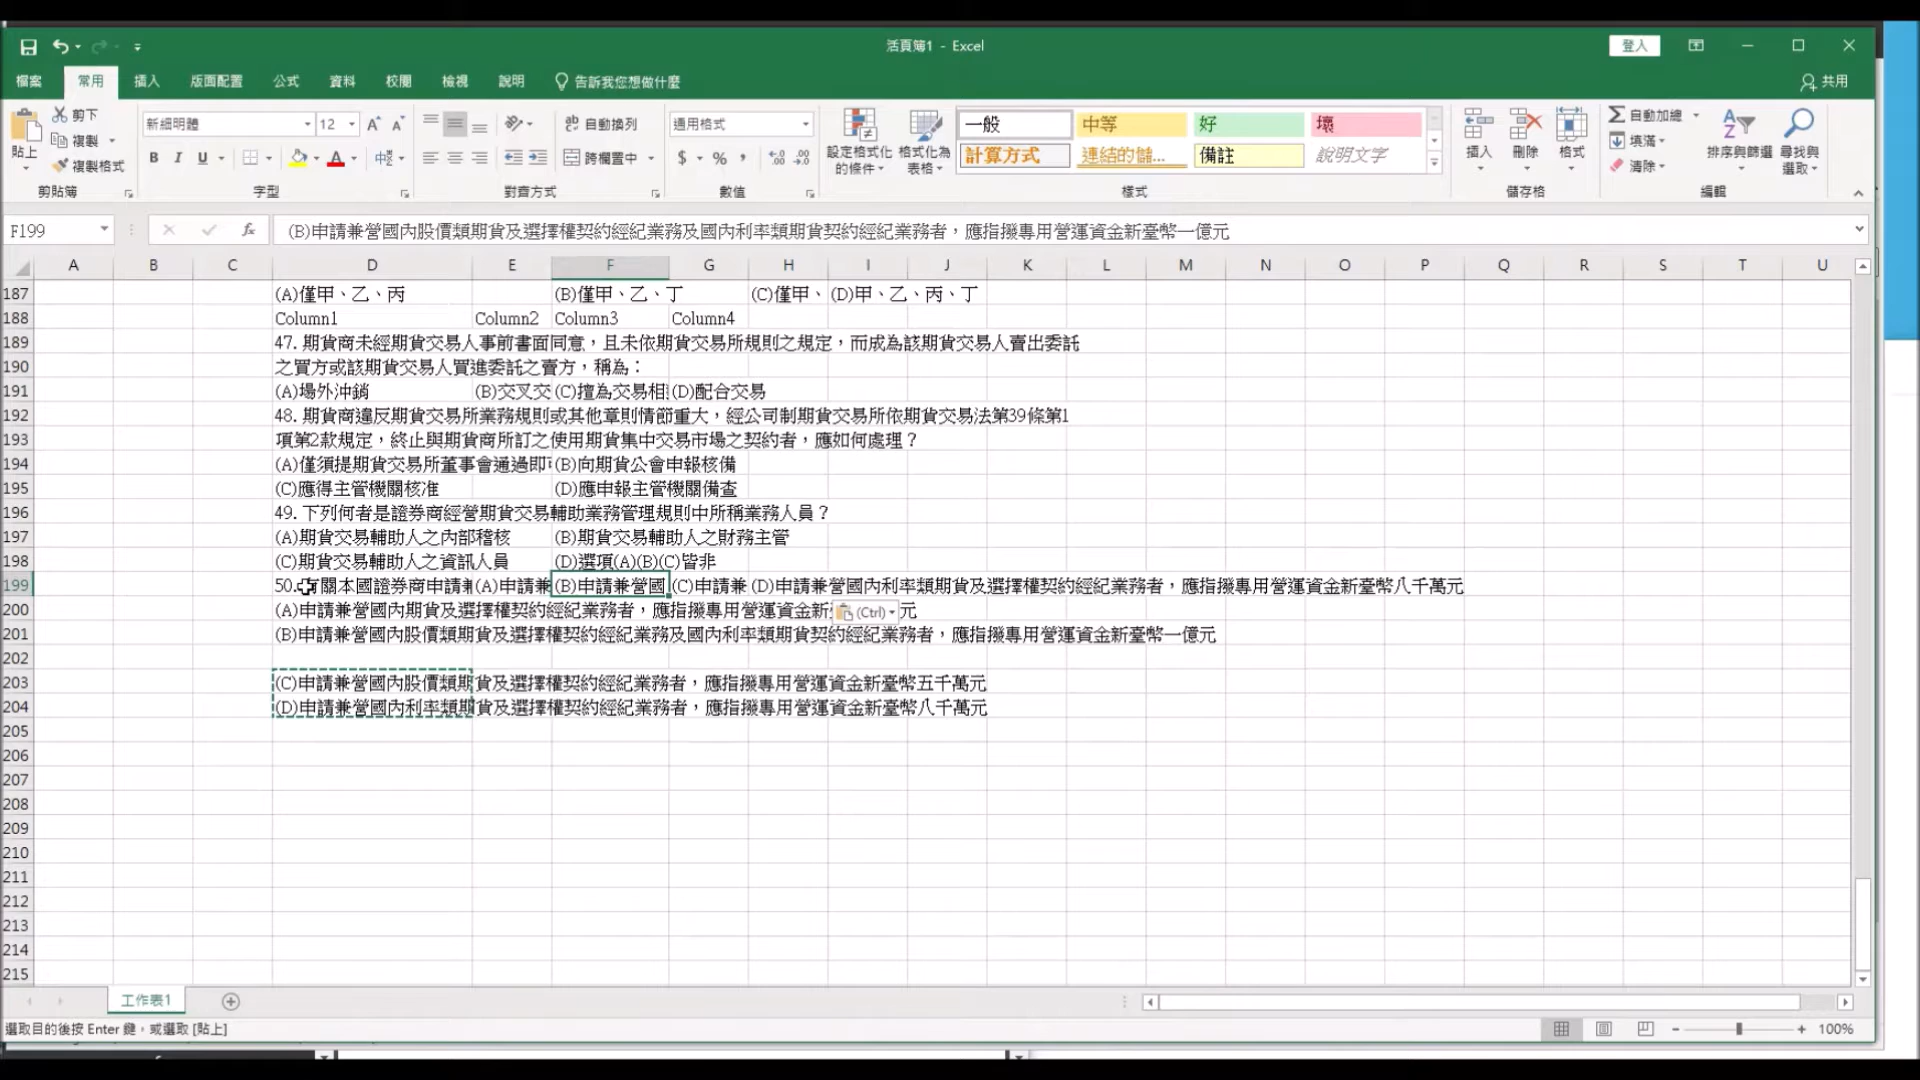 活頁簿1 - Excel
登入
檔案 常用 插入 版面配置 公式 資料 校閱 檢視 說明 告訴我您想做什麼 共用
貼上
剪下
複製
複製格式
剪貼簿
新細明體 12
B I U
字型
自動換列
跨欄置中
對齊方式
通用格式
$ % ,
數值
設定格式化的條件
格式化為表格
一般 中等 好 壞
計算方式 連結的儲... 備註 說明文字
樣式
插入 刪除 格式
儲存格
自動加總
填滿
清除
排序與篩選
尋找與選取
編輯
F199
fx
(B)申請兼營國內股價類期貨及選擇權契約經紀業務及國內利率類期貨契約經紀業務者，應指撥專用營運資金新臺幣一億元
A B C D E F G H I J K L M N O P Q R S T U
187 (A)僅甲、乙、丙 (B)僅甲、乙、丁 (C)僅甲、 (D)甲、乙、丙、丁
188 Column1 Column2 Column3 Column4
189 47. 期貨商未經期貨交易人事前書面同意，且未依期貨交易所規則之規定，而成為該期貨交易人賣出委託
190 之買方或該期貨交易人買進委託之賣方，稱為：
191 (A)場外沖銷 (B)交叉交 (C)擅為交易相 (D)配合交易
192 48. 期貨商違反期貨交易所業務規則或其他章則情節重大，經公司制期貨交易所依期貨交易法第39條第1
193 項第2款規定，終止與期貨商所訂之使用期貨集中交易市場之契約者，應如何處理？
194 (A)僅須提期貨交易所董事會通過即 (B)向期貨公會申報核備
195 (C)應得主管機關核准 (D)應申報主管機關備查
196 49. 下列何者是證券商經營期貨交易輔助業務管理規則中所稱業務人員？
197 (A)期貨交易輔助人之內部稽核 (B)期貨交易輔助人之財務主管
198 (C)期貨交易輔助人之資訊人員 (D)選項(A)(B)(C)皆非
199 50. 關本國證券商申請 (A)申請兼 (B)申請兼營國 (C)申請兼 (D)申請兼營國內利率類期貨及選擇權契約經紀業務者，應指撥專用營運資金新臺幣八千萬元
200 (A)申請兼營國內期貨及選擇權契約經紀業務者，應指撥專用營運資金新 (Ctrl) 元
201 (B)申請兼營國內股價類期貨及選擇權契約經紀業務及國內利率類期貨契約經紀業務者，應指撥專用營運資金新臺幣一億元
202
203 (C)申請兼營國內股價類期貨及選擇權契約經紀業務者，應指撥專用營運資金新臺幣五千萬元
204 (D)申請兼營國內利率類期貨及選擇權契約經紀業務者，應指撥專用營運資金新臺幣八千萬元
205
206
207
208
209
210
211
212
213
214
215
工作表1
選取目的後按 Enter 鍵，或選取 [貼上]
100%